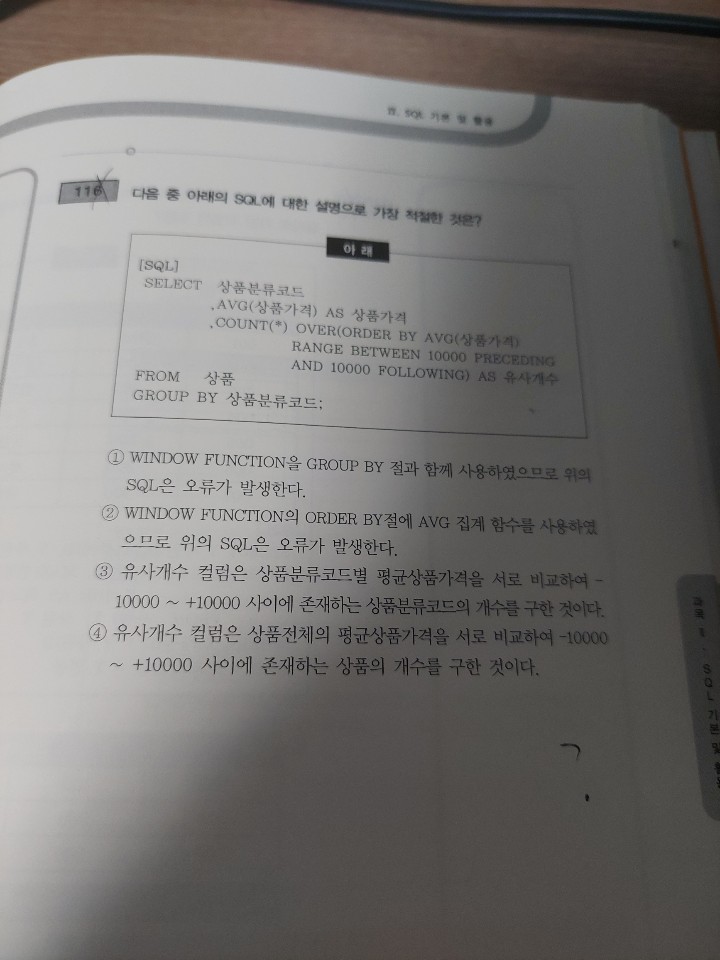 Ⅱ. SQL 기본 및 활용
116 다음 중 아래의 SQL에 대한 설명으로 가장 적절한 것은?
아 래
[SQL]
SELECT 상품분류코드
,AVG(상품가격) AS 상품가격
,COUNT(*) OVER(ORDER BY AVG(상품가격)
RANGE BETWEEN 10000 PRECEDING
AND 10000 FOLLOWING) AS 유사개수
FROM 상품
GROUP BY 상품분류코드;
① WINDOW FUNCTION을 GROUP BY 절과 함께 사용하였으므로 위의
SQL은 오류가 발생한다.
② WINDOW FUNCTION의 ORDER BY절에 AVG 집계 함수를 사용하였
으므로 위의 SQL은 오류가 발생한다.
③ 유사개수 컬럼은 상품분류코드별 평균상품가격을 서로 비교하여 -
10000 ~ +10000 사이에 존재하는 상품분류코드의 개수를 구한 것이다.
④ 유사개수 컬럼은 상품전체의 평균상품가격을 서로 비교하여 -10000
~ +10000 사이에 존재하는 상품의 개수를 구한 것이다.
과목 Ⅱ · SQL 기본 및 활용